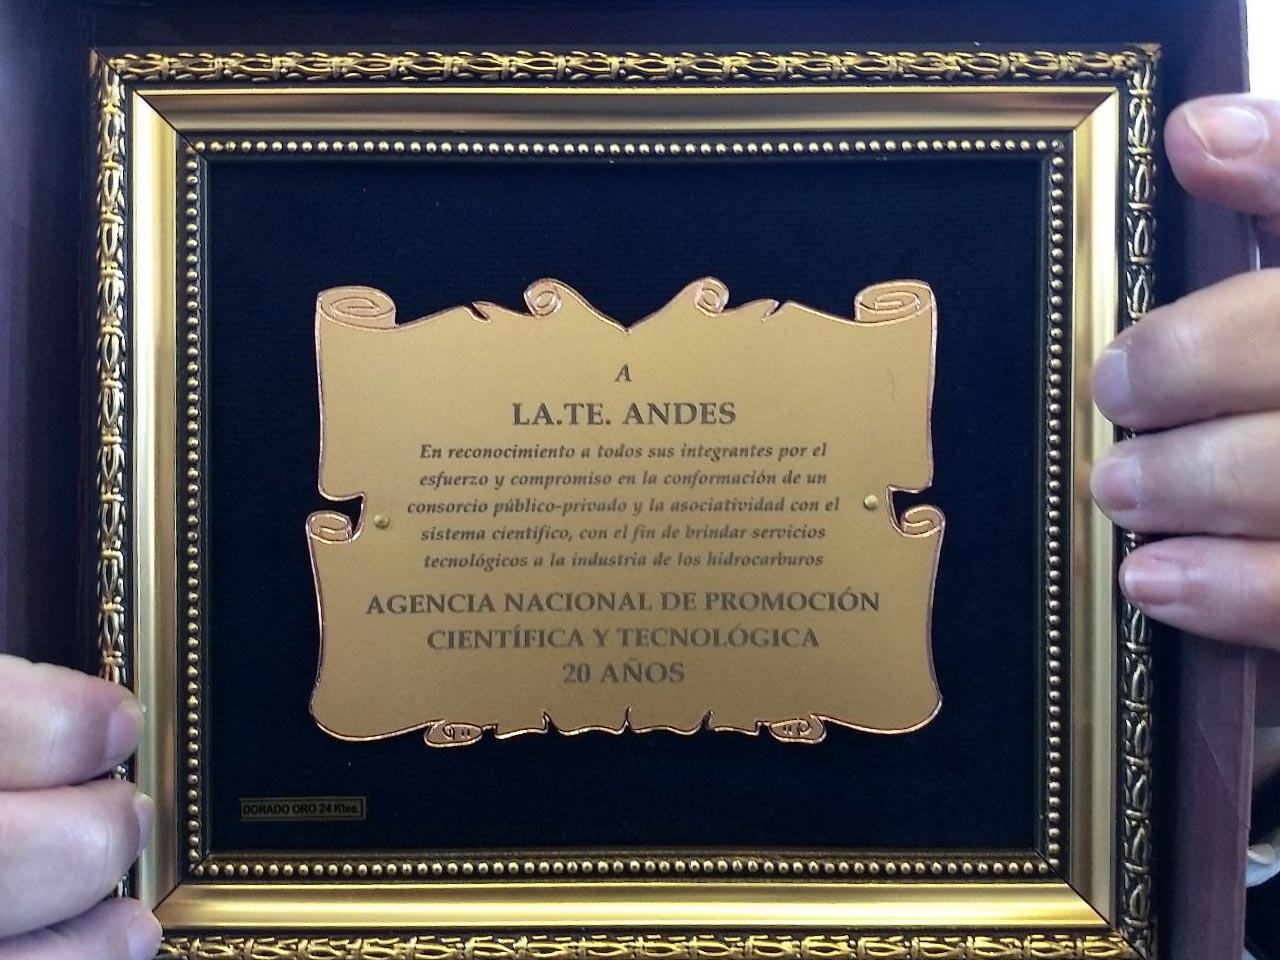 A
LA.TE. ANDES
En reconocimiento a todos sus integrantes por el
esfuerzo y compromiso en la conformación de un
consorcio público-privado y la asociatividad con el
sistema científico, con el fin de brindar servicios
tecnológicos a la industria de los hidrocarburos
AGENCIA NACIONAL DE PROMOCIÓN
CIENTÍFICA Y TECNOLÓGICA
20 AÑOS
DORADO ORO 24 Ktes.